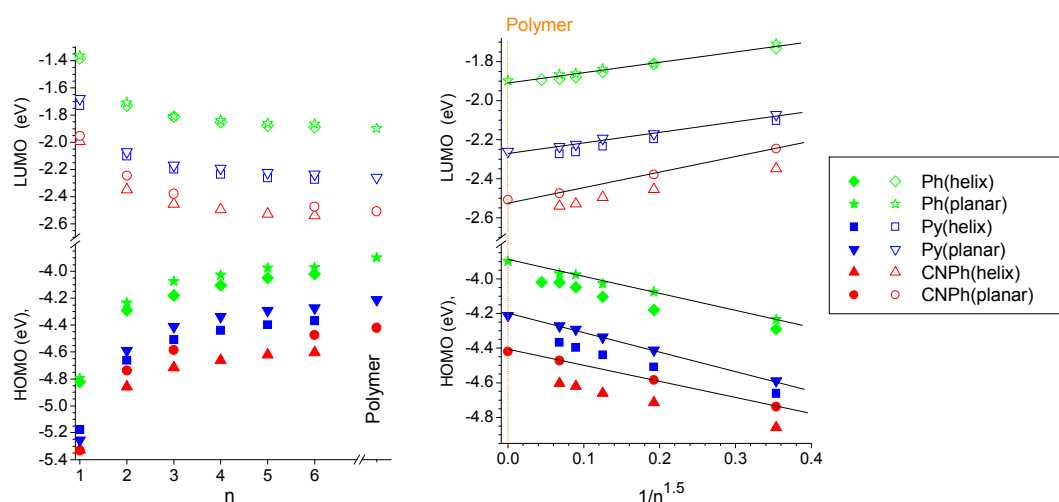 LUMO (eV)
-1.4
-1.6
-1.8
-2.0
-2.2
-2.4
-2.6
HOMO (eV),
-4.0
-4.2
-4.4
-4.6
-4.8
-5.0
-5.2
-5.4
1 2 3 4 5 6
n
Polymer
Polymer
LUMO (eV)
-1.8
-2.0
-2.2
-2.4
-2.6
HOMO (eV),
-4.0
-4.2
-4.4
-4.6
-4.8
0.0 0.1 0.2 0.3 0.4
1/n^1.5
Ph(helix)
Ph(planar)
Py(helix)
Py(planar)
CNPh(helix)
CNPh(planar)